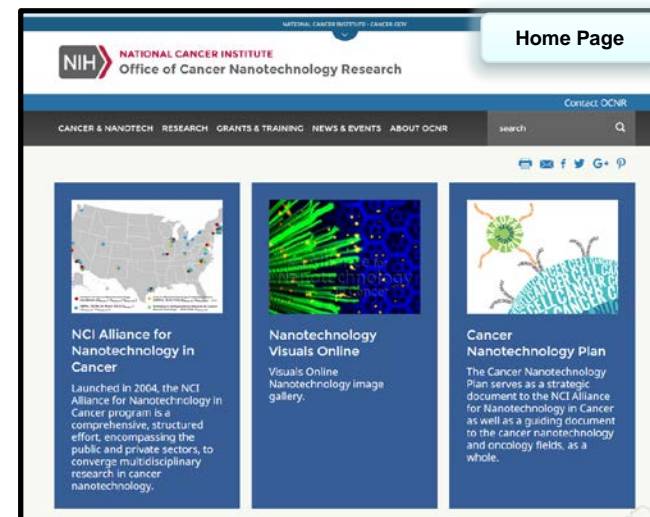 NATIONAL CANCER INSTITUTE - CANCER.GOV
Home Page
NIH
NATIONAL CANCER INSTITUTE
Office of Cancer Nanotechnology Research
Contact OCNR
CANCER & NANOTECH RESEARCH GRANTS & TRAINING NEWS & EVENTS ABOUT OCNR search
NCI Alliance for
Nanotechnology in
Cancer
Launched in 2004, the NCI
Alliance for Nanotechnology in
Cancer program is a
comprehensive, structured
effort, encompassing the
public and private sectors, to
converge multidisciplinary
research in cancer
nanotechnology.
Nanotechnology
Visuals Online
Visuals Online
Nanotechnology image
gallery.
CANCER CELL
Cancer
Nanotechnology Plan
The Cancer Nanotechnology
Plan serves as a strategic
document to the NCI Alliance
for Nanotechnology in Cancer
as well as a guiding document
to the cancer nanotechnology
and oncology fields, as a
whole.